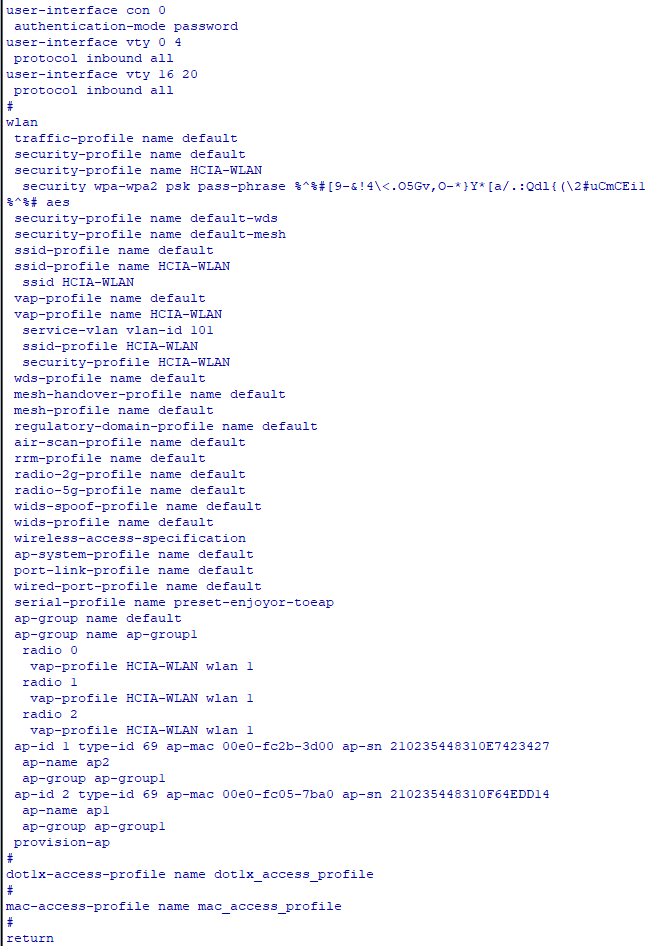 user-interface con 0
authentication-mode password
user-interface vty 0 4
protocol inbound all
user-interface vty 16 20
protocol inbound all
#
wlan
traffic-profile name default
security-profile name default
security-profile name HCIA-WLAN
security wpa-wpa2 psk pass-phrase %^%#[9-&!4\<.O5Gv,O-*}Y*[a/.:Qdl{(\2#uCmCEi1
%^%# aes
security-profile name default-wds
security-profile name default-mesh
ssid-profile name default
ssid-profile name HCIA-WLAN
ssid HCIA-WLAN
vap-profile name default
vap-profile name HCIA-WLAN
service-vlan vlan-id 101
ssid-profile HCIA-WLAN
security-profile HCIA-WLAN
wds-profile name default
mesh-handover-profile name default
mesh-profile name default
regulatory-domain-profile name default
air-scan-profile name default
rrm-profile name default
radio-2g-profile name default
radio-5g-profile name default
wids-spoof-profile name default
wids-profile name default
wireless-access-specification
ap-system-profile name default
port-link-profile name default
wired-port-profile name default
serial-profile name preset-enjoyor-toeap
ap-group name default
ap-group name ap-group1
radio 0
vap-profile HCIA-WLAN wlan 1
radio 1
vap-profile HCIA-WLAN wlan 1
radio 2
vap-profile HCIA-WLAN wlan 1
ap-id 1 type-id 69 ap-mac 00e0-fc2b-3d00 ap-sn 210235448310E7423427
ap-name ap2
ap-group ap-group1
ap-id 2 type-id 69 ap-mac 00e0-fc05-7ba0 ap-sn 210235448310F64EDD14
ap-name ap1
ap-group ap-group1
provision-ap
#
dot1x-access-profile name dot1x_access_profile
#
mac-access-profile name mac_access_profile
#
return